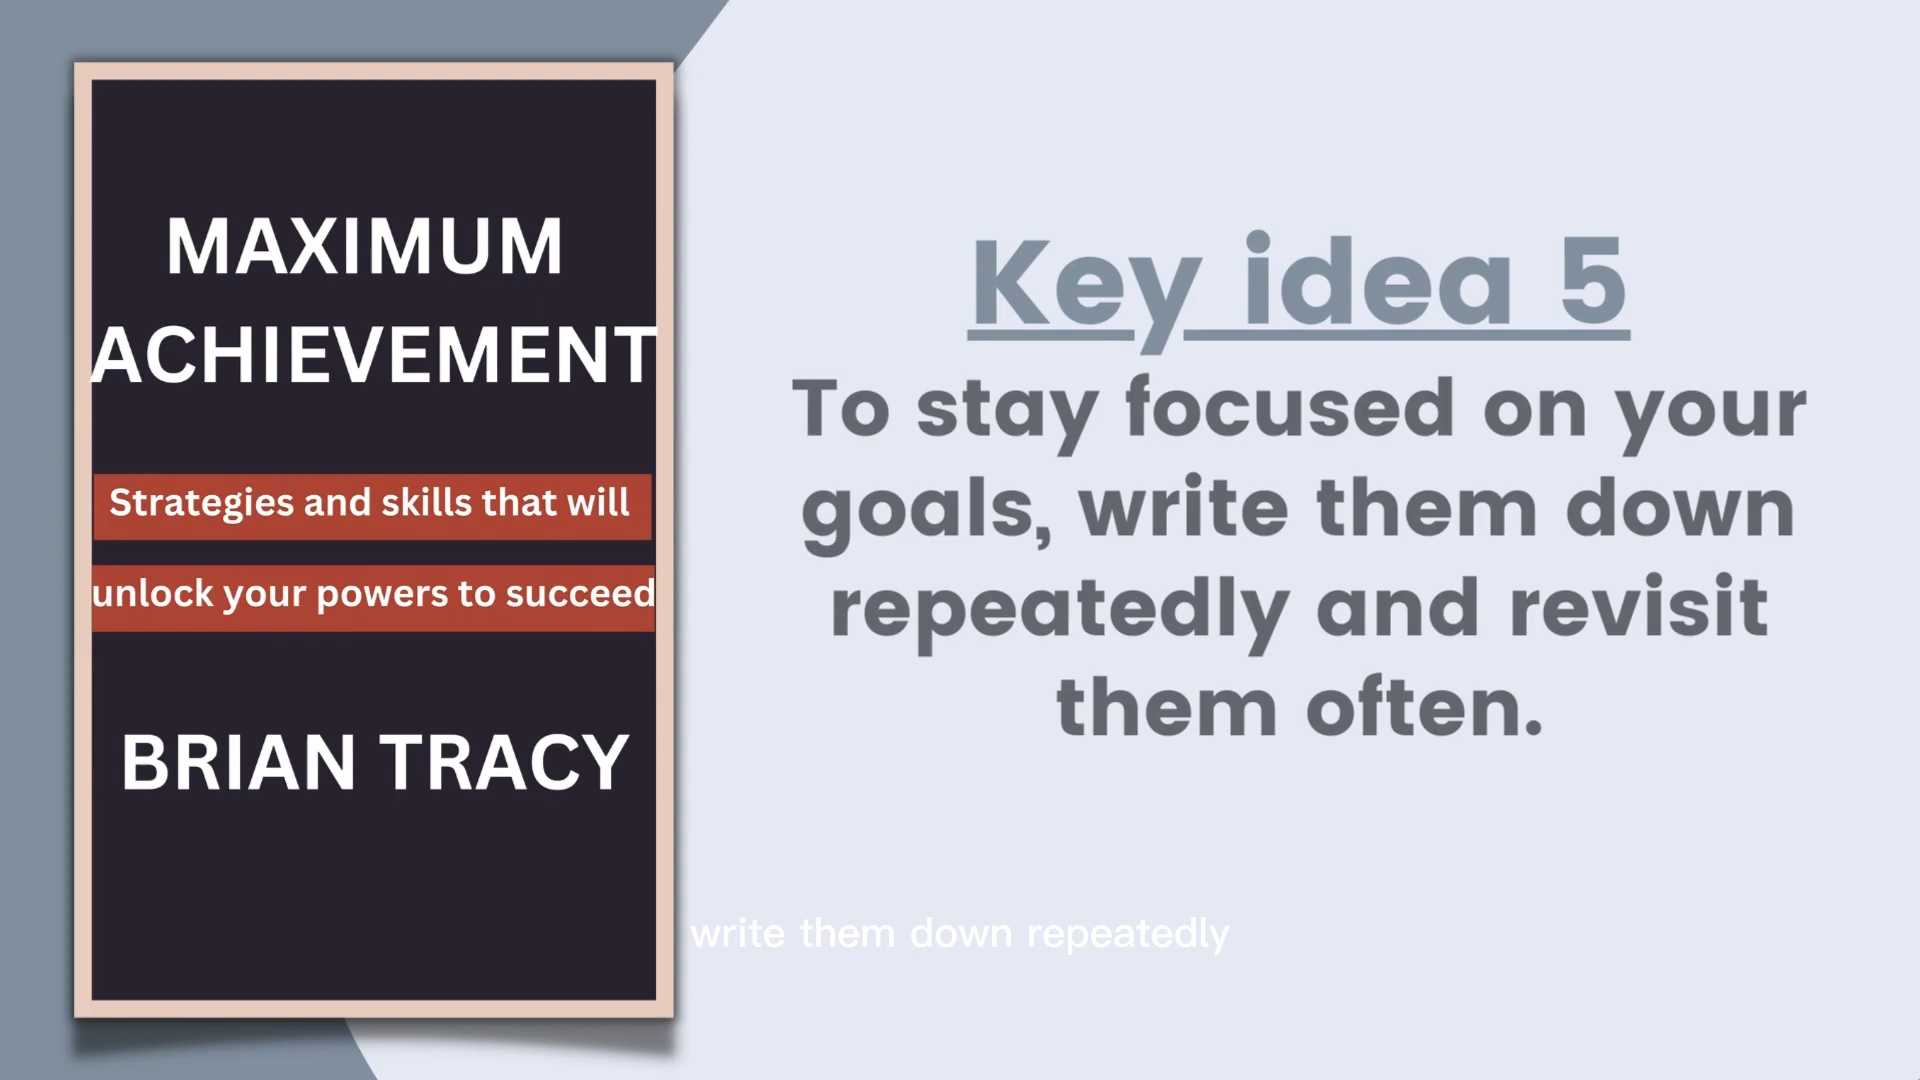 MAXIMUM
ACHIEVEMENT
Strategies and skills that will
unlock your powers to succeed
BRIAN TRACY
Key idea 5
To stay focused on your
goals, write them down
repeatedly and revisit
them often.
write them down repeatedly